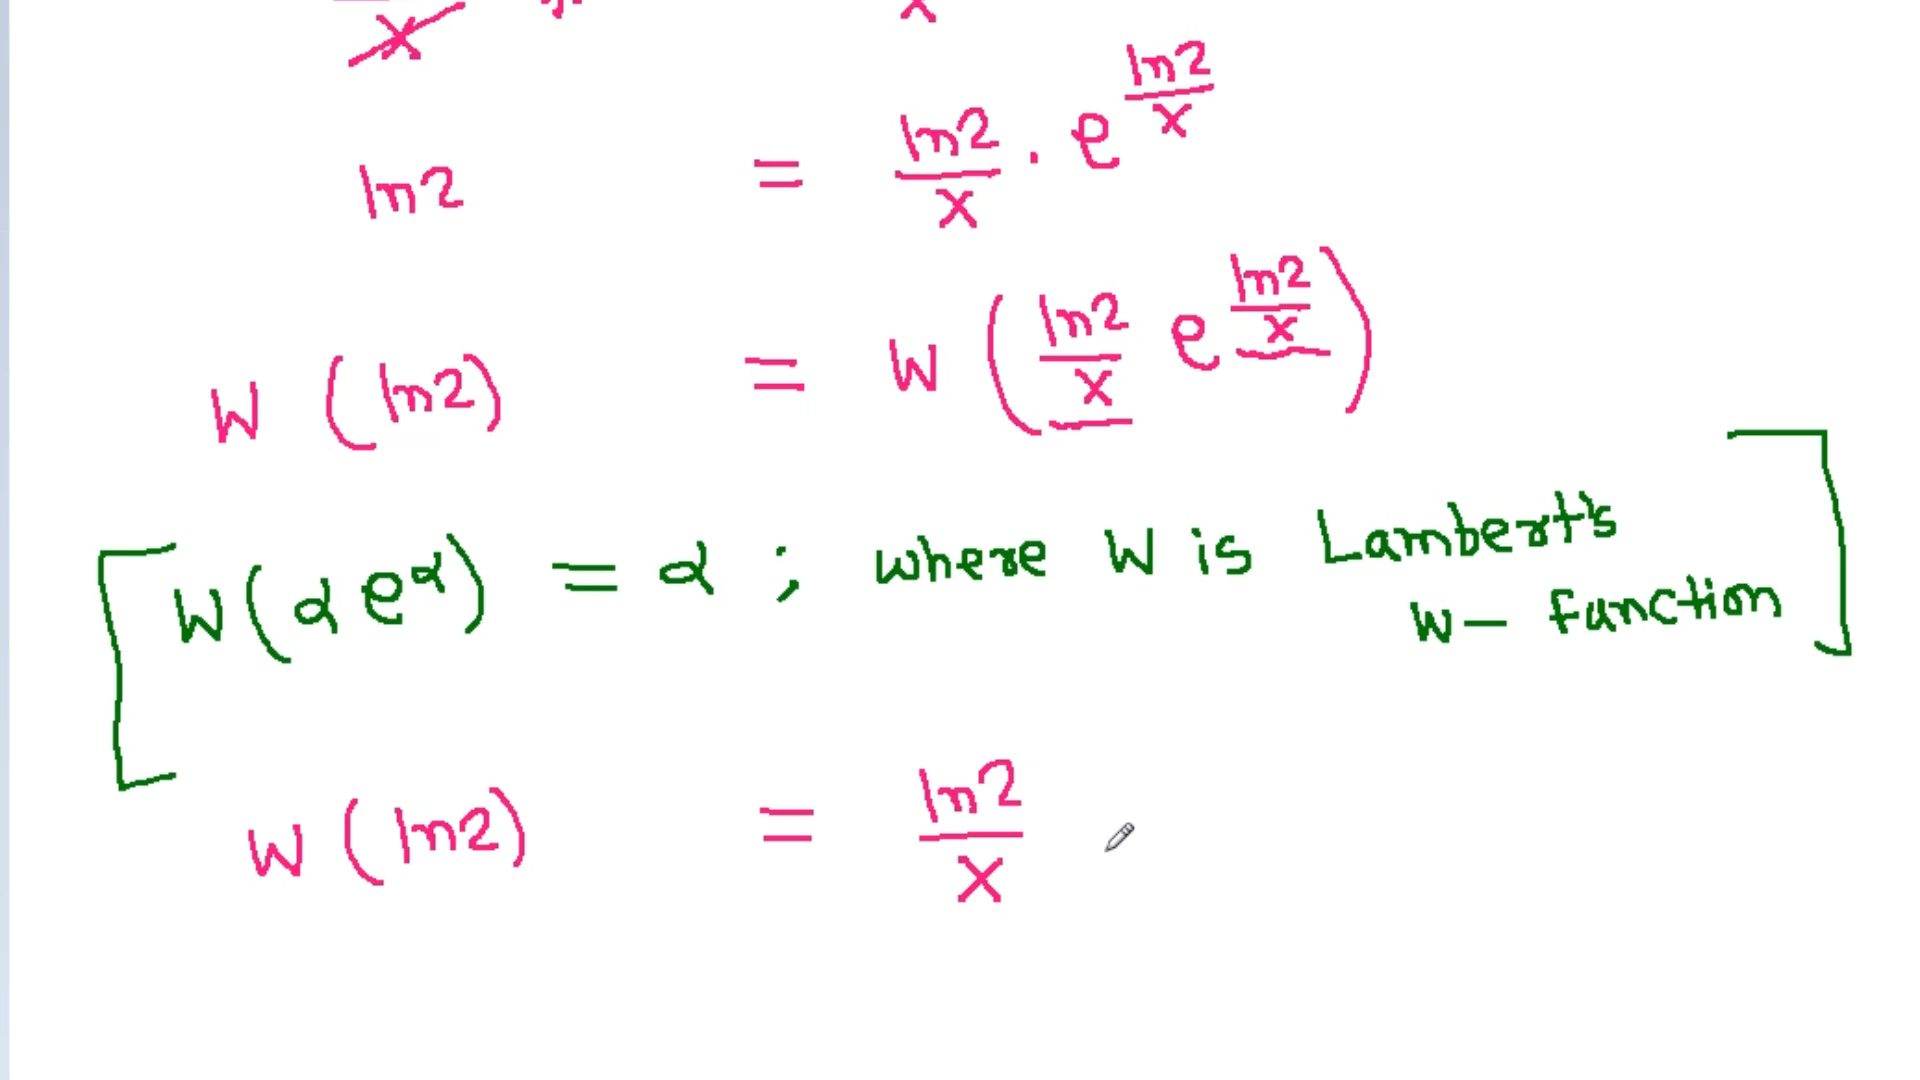 x x
ln2 = ln2/x · e^(ln2/x)
W (ln2) = W (ln2/x e^(ln2/x))
[W(αe^α) = α ; where W is Lambert's
W – function]
W (ln2) = ln2/x